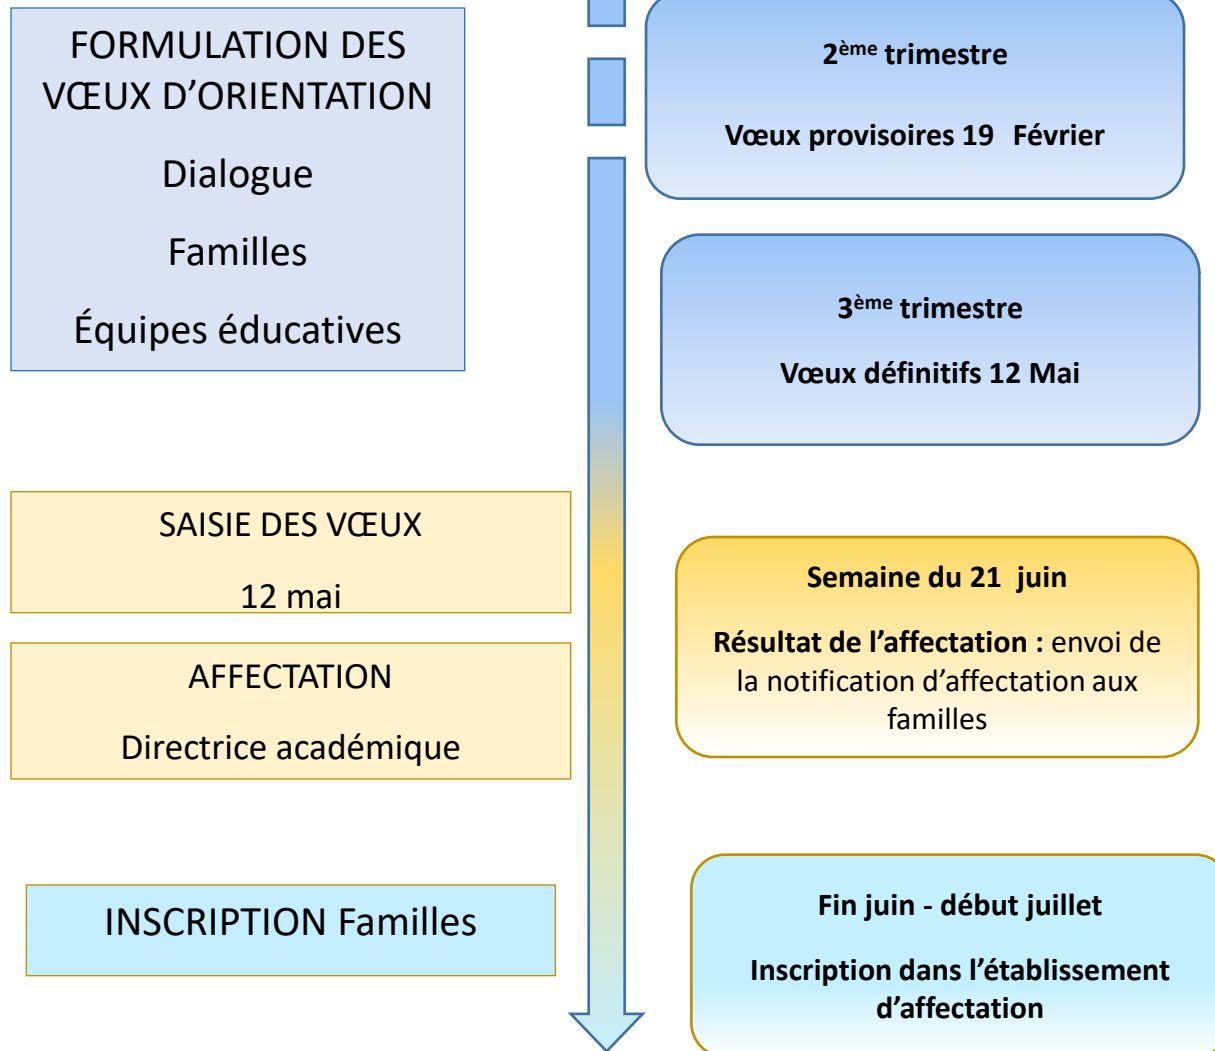 FORMULATION DES
VŒUX D’ORIENTATION
Dialogue
Familles
Équipes éducatives
2ème trimestre
Vœux provisoires 19 Février
3ème trimestre
Vœux définitifs 12 Mai
SAISIE DES VŒUX
12 mai
AFFECTATION
Directrice académique
Semaine du 21 juin
Résultat de l’affectation : envoi de
la notification d’affectation aux
familles
INSCRIPTION Familles
Fin juin - début juillet
Inscription dans l’établissement
d’affectation